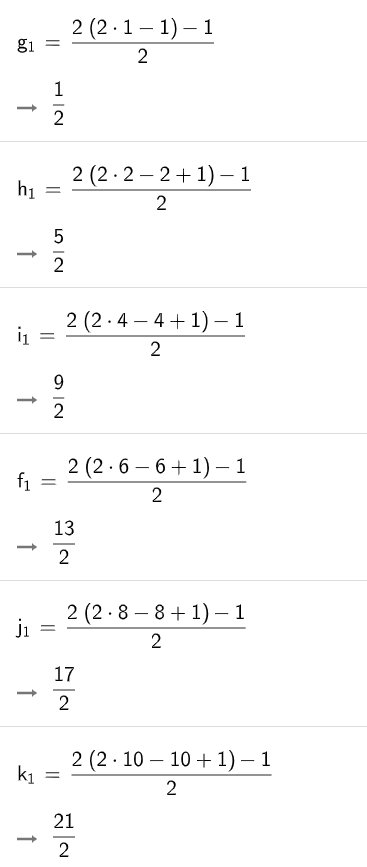 g₁ = (2 (2 · 1 − 1) − 1) / 2
→ 1/2
h₁ = (2 (2 · 2 − 2 + 1) − 1) / 2
→ 5/2
i₁ = (2 (2 · 4 − 4 + 1) − 1) / 2
→ 9/2
f₁ = (2 (2 · 6 − 6 + 1) − 1) / 2
→ 13/2
j₁ = (2 (2 · 8 − 8 + 1) − 1) / 2
→ 17/2
k₁ = (2 (2 · 10 − 10 + 1) − 1) / 2
→ 21/2